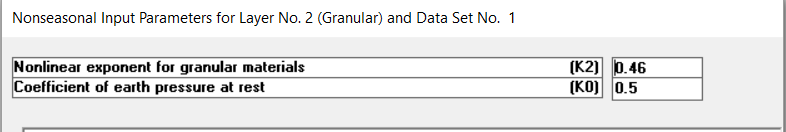 Nonseasonal Input Parameters for Layer No. 2 (Granular) and Data Set No. 1
Nonlinear exponent for granular materials (K2) 0.46
Coefficient of earth pressure at rest (K0) 0.5